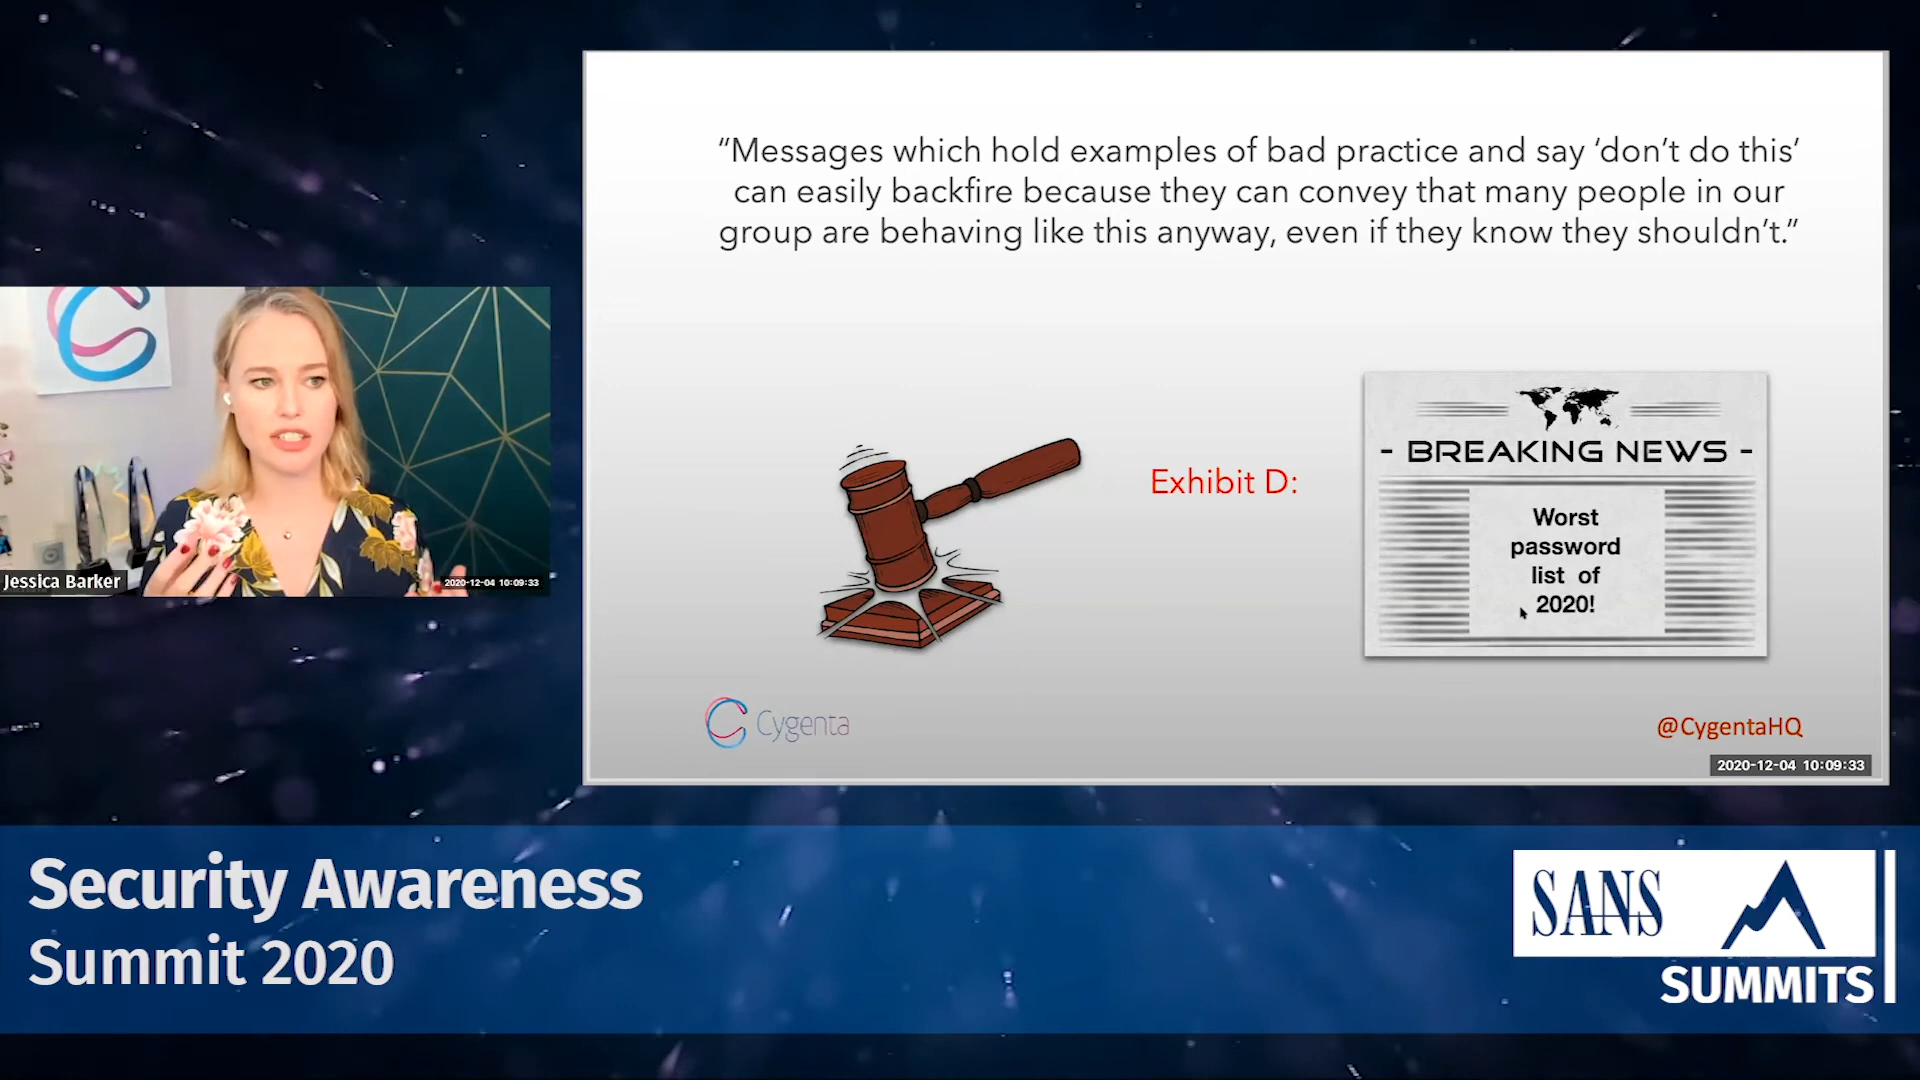 “Messages which hold examples of bad practice and say ‘don’t do this’
can easily backfire because they can convey that many people in our
group are behaving like this anyway, even if they know they shouldn’t.”
Exhibit D:
- BREAKING NEWS -
Worst
password
list of
2020!
Cygenta
@CygentaHQ
2020-12-04 10:09:33
Jessica Barker
2020-12-04 10:09:33
Security Awareness
Summit 2020
SANS
SUMMITS